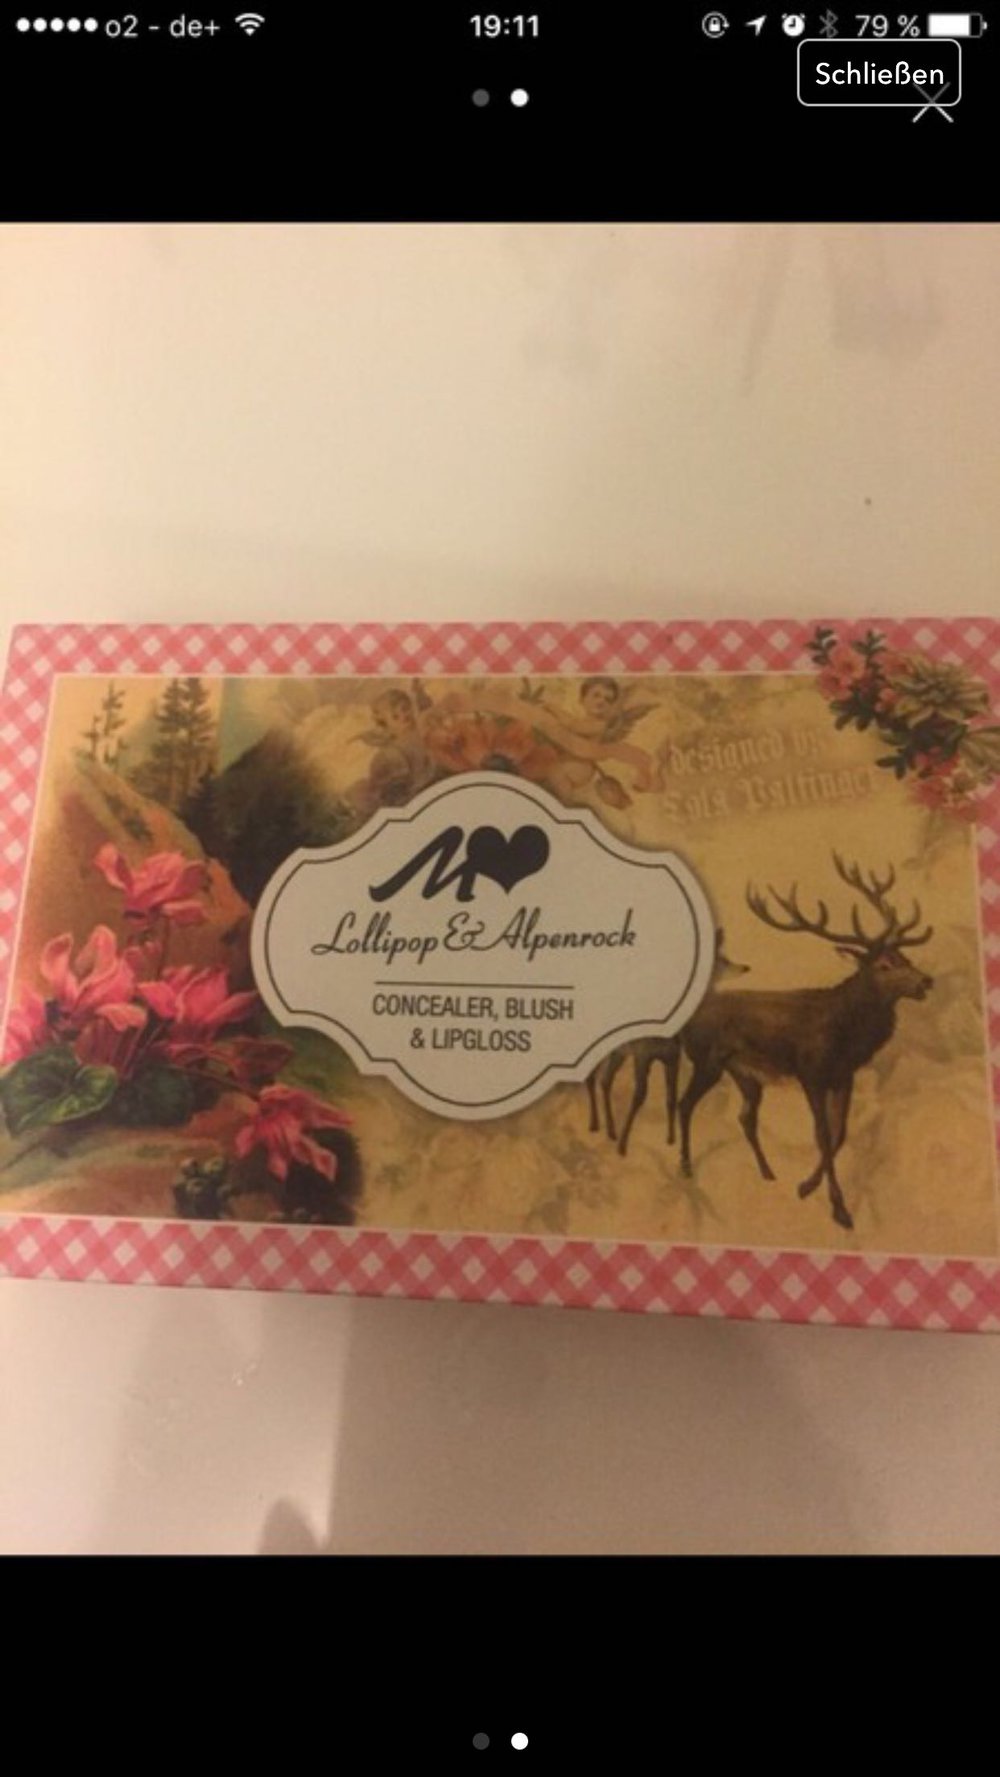 o2 - de+
19:11
79 %
Schließen
M
Lollipop & Alpenrock
CONCEALER, BLUSH
& LIPGLOSS
designed by